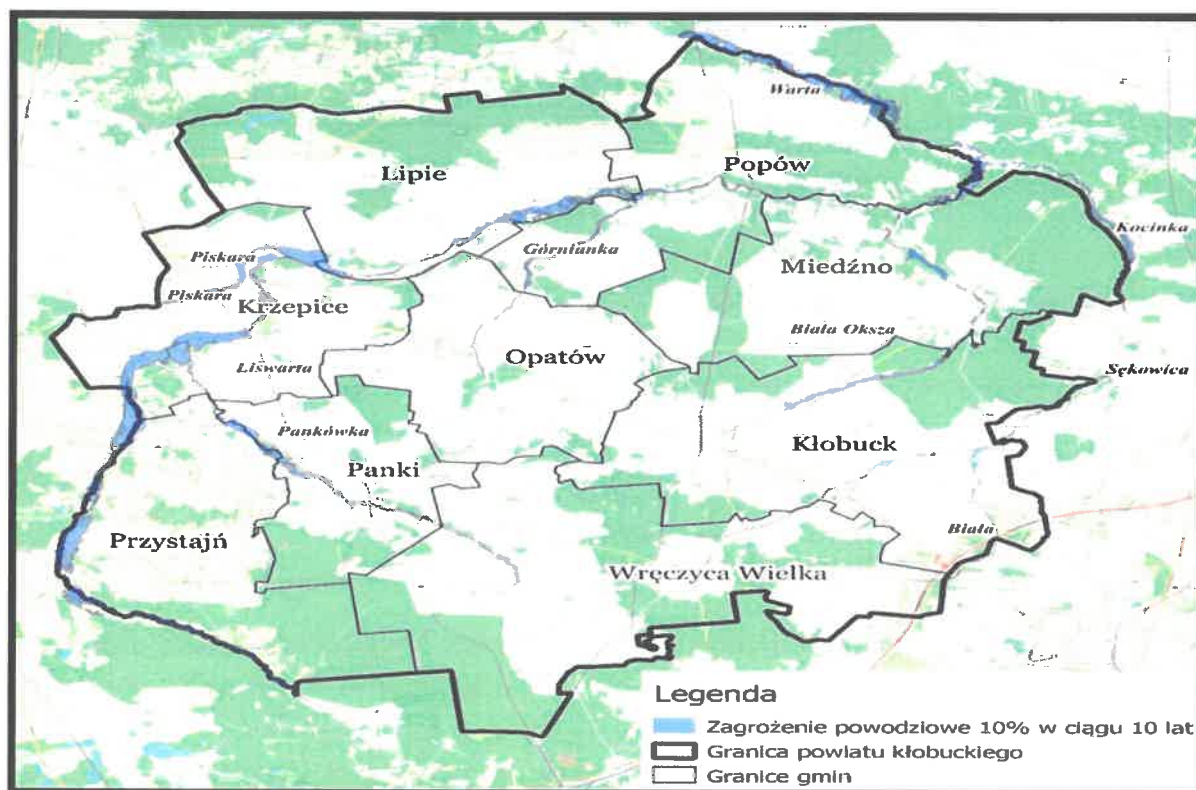 Warta
Lipie
Popów
Kocinka
Piskara
Górnianka
Miedźno
Piskara
Krzepice
Biała Oksza
Opatów
Liswarta
Sękowica
Pankówka
Kłobuck
Panki
Przystajń
Biała
Wręczyca Wielka
Legenda
Zagrożenie powodziowe 10% w ciągu 10 lat
Granica powiatu kłobuckiego
Granice gmin